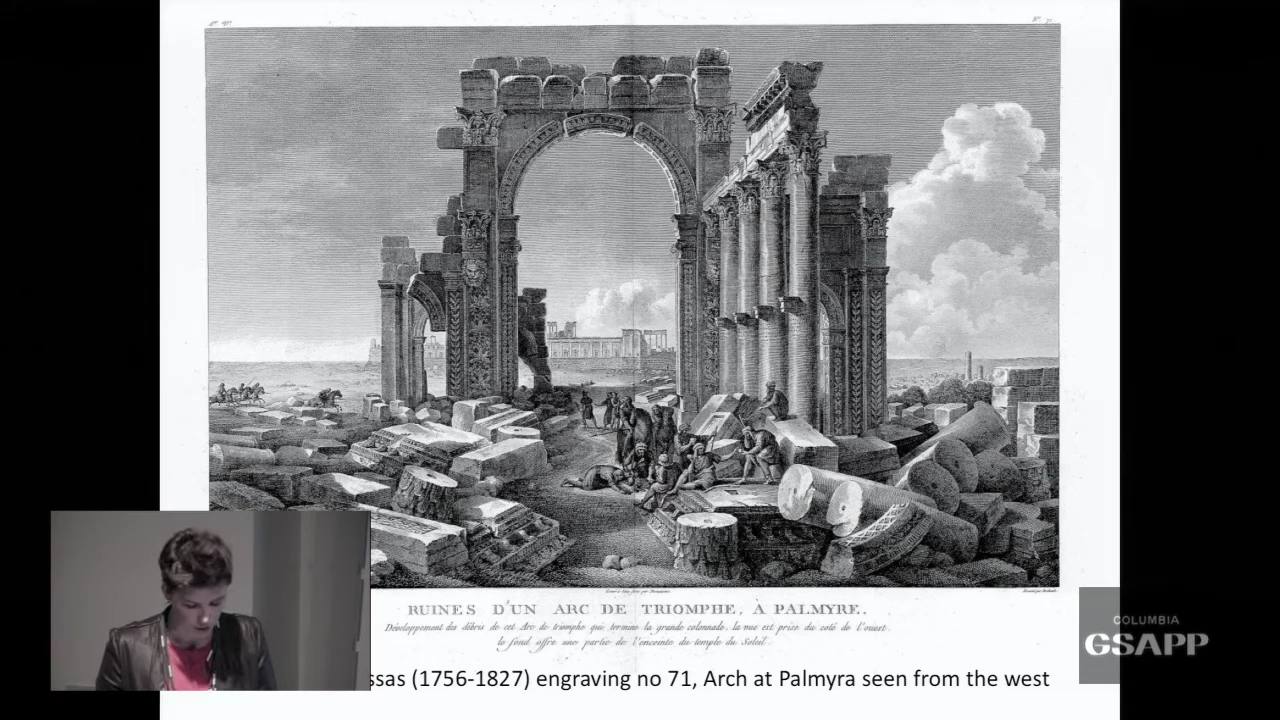 RUINES D'UN ARC DE TRIOMPHE, À PALMYRE.
Développement des débris de cet Arc de triomphe qui termine la grande colonnade, la vue est prise du coté de l'ouest,
le fond offre une partie de l'enceinte du temple du Soleil.
ssas (1756-1827) engraving no 71, Arch at Palmyra seen from the west
COLUMBIA
GSAPP